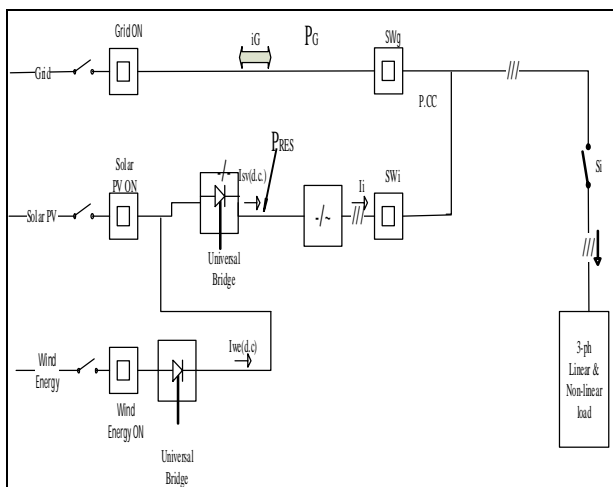 Grid ON
iG
PG
SWg
Grid
P.CC
Solar
PV ON
-/-
PRES
Isv(d.c.)
Ii
SWi
Si
Solar PV
-/~
Universal
Bridge
Iwe(d.c)
Wind
Energy
3-ph
Linear &
Non-linear
load
Wind
Energy ON
Universal
Bridge